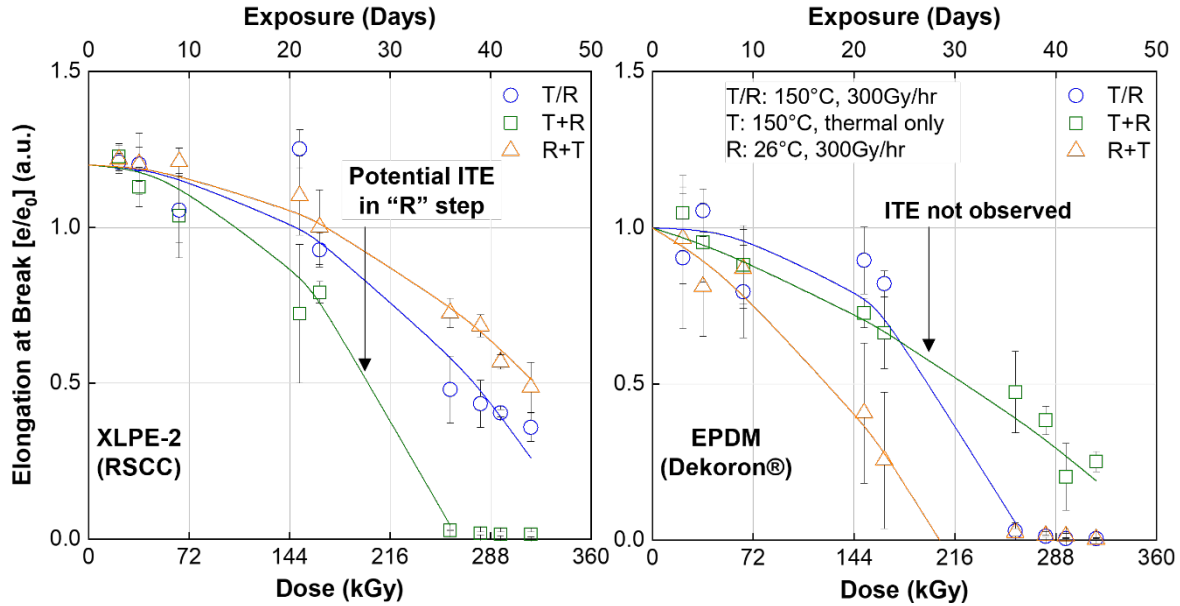 Exposure (Days)
0 10 20 30 40 50
1.5
1.0
0.5
0.0
Elongation at Break [e/e₀] (a.u.)
T/R
T+R
R+T
Potential ITE
in “R” step
XLPE-2
(RSCC)
0 72 144 216 288 360
Dose (kGy)
Exposure (Days)
0 10 20 30 40 50
1.5
1.0
0.5
0.0
T/R: 150°C, 300Gy/hr
T: 150°C, thermal only
R: 26°C, 300Gy/hr
T/R
T+R
R+T
ITE not observed
EPDM
(Dekoron®)
0 72 144 216 288 360
Dose (kGy)